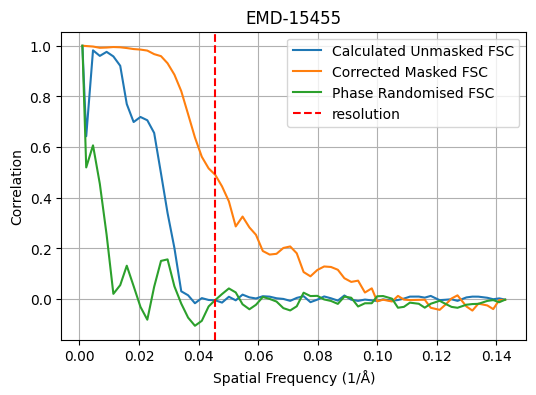 EMD-15455
Calculated Unmasked FSC
Corrected Masked FSC
Phase Randomised FSC
resolution
Correlation
1.0
0.8
0.6
0.4
0.2
0.0
0.00 0.02 0.04 0.06 0.08 0.10 0.12 0.14
Spatial Frequency (1/Å)